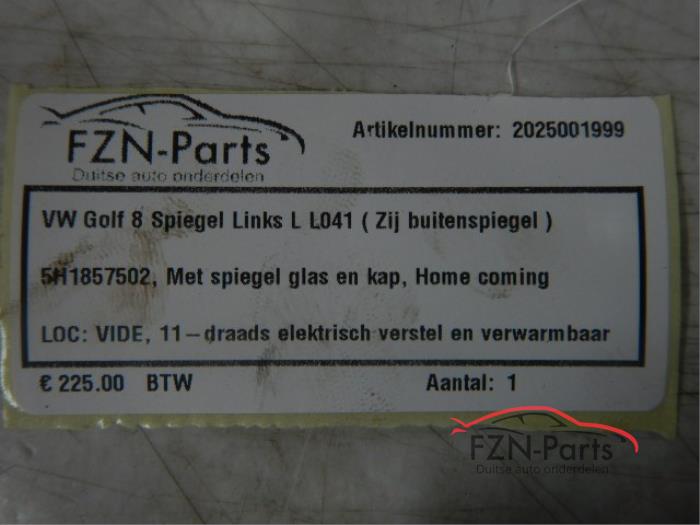 FZN-Parts
Duitse auto onderdelen
Artikelnummer: 2025001999
VW Golf 8 Spiegel Links L L041 ( Zij buitenspiegel )
5H1857502, Met spiegel glas en kap, Home coming
LOC: VIDE, 11-draads elektrisch verstel en verwarmbaar
€ 225.00 BTW
Aantal: 1
FZN-Parts
Duitse auto onderdelen